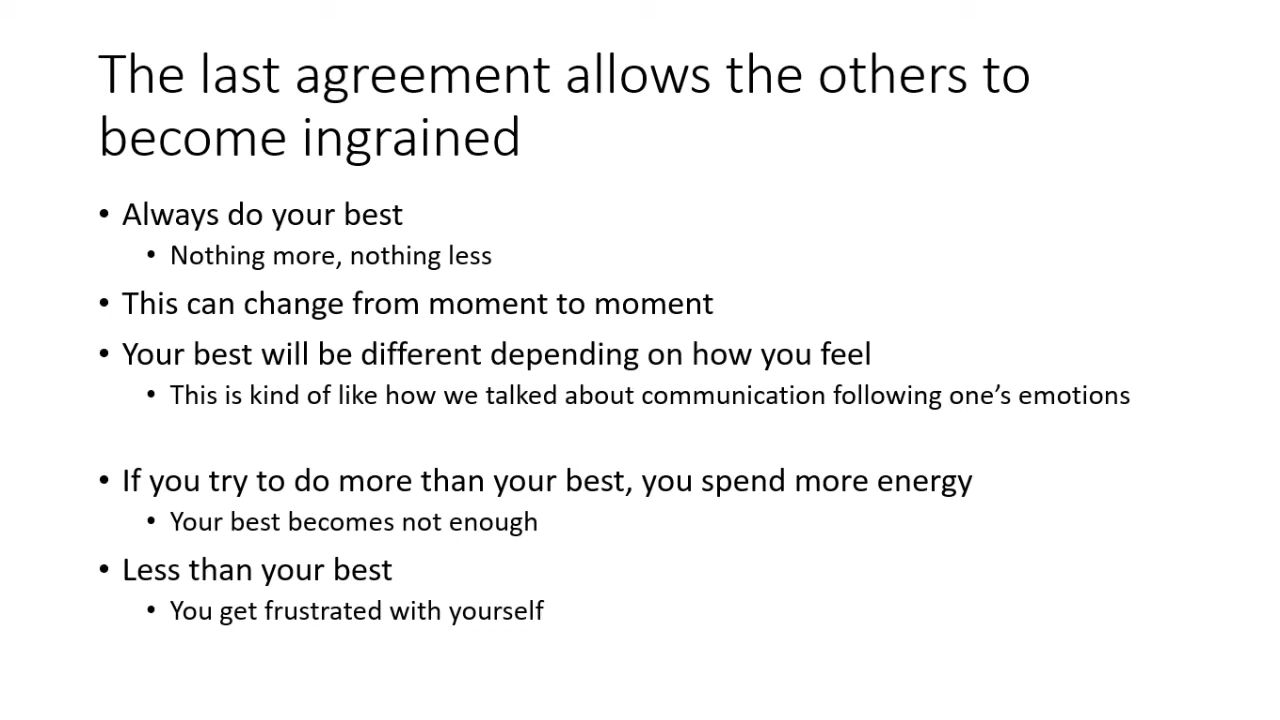 The last agreement allows the others to
become ingrained
• Always do your best
• Nothing more, nothing less
• This can change from moment to moment
• Your best will be different depending on how you feel
• This is kind of like how we talked about communication following one’s emotions
• If you try to do more than your best, you spend more energy
• Your best becomes not enough
• Less than your best
• You get frustrated with yourself